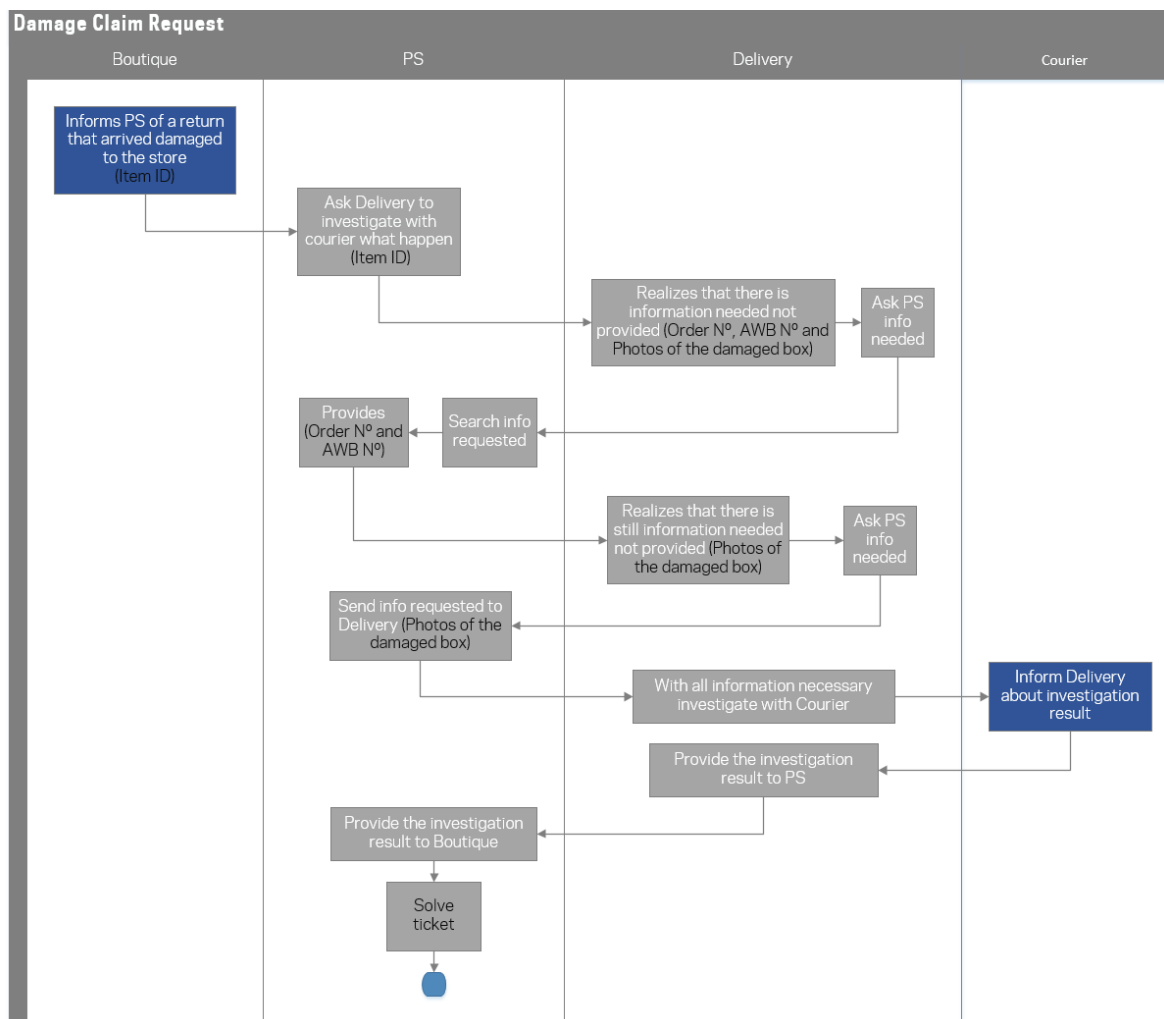 Damage Claim Request
Boutique
PS
Delivery
Courier
Informs PS of a return
that arrived damaged
to the store
(Item ID)
Ask Delivery to
investigate with
courier what happen
(Item ID)
Realizes that there is
information needed not
provided (Order Nº, AWB Nº and
Photos of the damaged box)
Ask PS
info
needed
Search info
requested
Provides
(Order Nº and
AWB Nº)
Realizes that there is
still information needed
not provided (Photos of
the damaged box)
Ask PS
info
needed
Send info requested to
Delivery (Photos of the
damaged box)
With all information necessary
investigate with Courier
Inform Delivery
about investigation
result
Provide the investigation
result to PS
Provide the investigation
result to Boutique
Solve
ticket